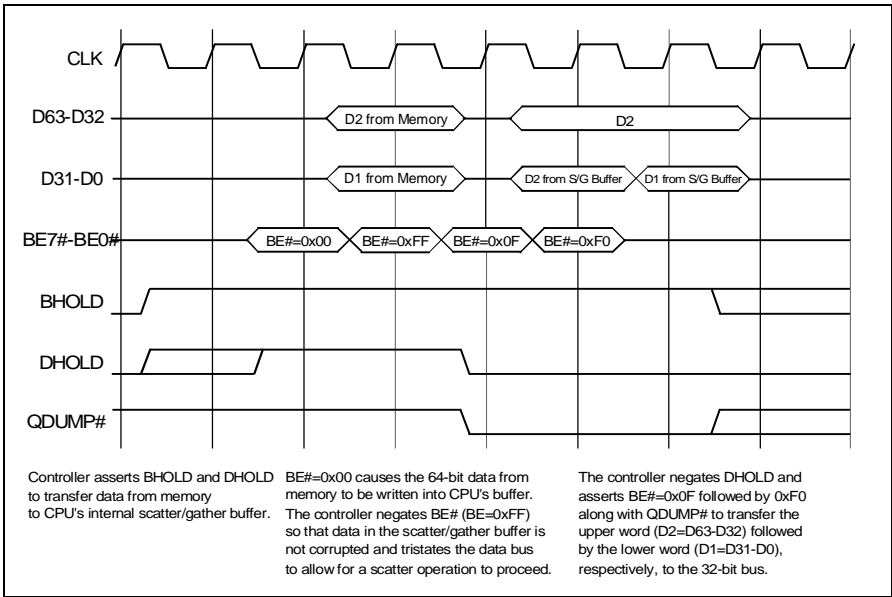 CLK
D63-D32
D2 from Memory
D2
D31-D0
D1 from Memory
D2 from S/G Buffer
D1 from S/G Buffer
BE7#-BE0#
BE#=0x00
BE#=0xFF
BE#=0x0F
BE#=0xF0
BHOLD
DHOLD
QDUMP#
Controller asserts BHOLD and DHOLD
to transfer data from memory
to CPU's internal scatter/gather buffer.
BE#=0x00 causes the 64-bit data from
memory to be written into CPU's buffer.
The controller negates BE# (BE=0xFF)
so that data in the scatter/gather buffer is
not corrupted and tristates the data bus
to allow for a scatter operation to proceed.
The controller negates DHOLD and
asserts BE#=0x0F followed by 0xF0
along with QDUMP# to transfer the
upper word (D2=D63-D32) followed
by the lower word (D1=D31-D0),
respectively, to the 32-bit bus.